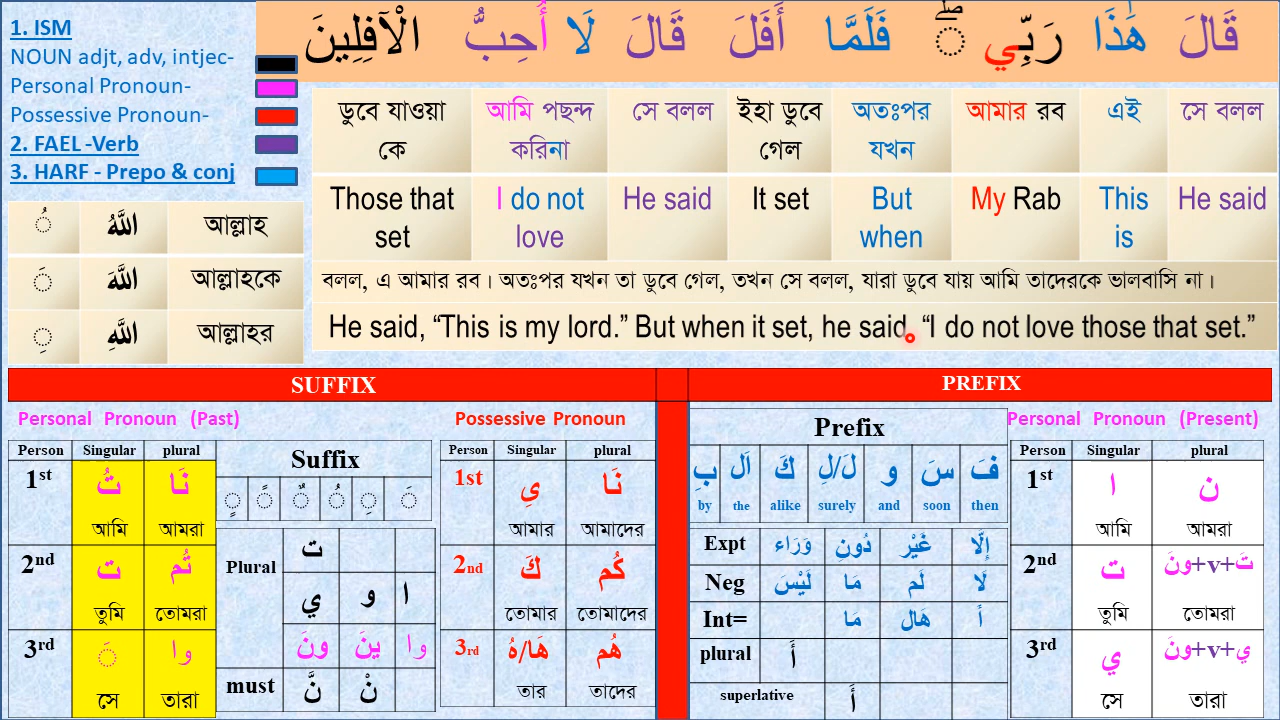 1. ISM
NOUN adjt, adv, intjec-
Personal Pronoun-
Possessive Pronoun-
2. FAEL -Verb
3. HARF - Prepo & conj
قَالَ هَٰذَا رَبِّي ۖ فَلَمَّا أَفَلَ قَالَ لَا أُحِبُّ الْآفِلِينَ
ডুবে যাওয়া কে আমি পছন্দ করিনা সে বলল ইহা ডুবে গেল অতঃপর যখন আমার রব এই সে বলল
Those that set I do not love He said It set But when My Rab This is He said
বলল, এ আমার রব। অতঃপর যখন তা ডুবে গেল, তখন সে বলল, যারা ডুবে যায় আমি তাদেরকে ভালবাসি না।
He said, “This is my lord.” But when it set, he said, “I do not love those that set.”
ُ اللَّهُ আল্লাহ
َ اللَّهَ আল্লাহকে
ِ اللَّهِ আল্লাহর
SUFFIX
Personal Pronoun (Past)
Person Singular plural
1st تُ نَا
আমি আমরা
2nd ت تُم
তুমি তোমরা
3rd َ وا
সে তারা
Suffix
ٍ ً ٌ ُ ِ َ
Plural ت
ي و ا
ونَ ينَ وا
must نَّ نْ
Possessive Pronoun
Person Singular plural
1st ي نَا
আমার আমাদের
2nd كَ كُم
তোমার তোমাদের
3rd هَا/هُ هُم
তার তাদের
PREFIX
Prefix
بِ اَل كَ لَ/لِ و سَ فَ
by the alike surely and soon then
Expt وَرَاء دُونِ غَيْر إِلَّا
Neg لَيْسَ مَا لَم لَا
Int= مَا هَال أ
plural أَ
superlative أَ
Personal Pronoun (Present)
Person Singular plural
1st ا ن
আমি আমরা
2nd ت تَ+v+ونَ
তুমি তোমরা
3rd ي ي+v+ونَ
সে তারা